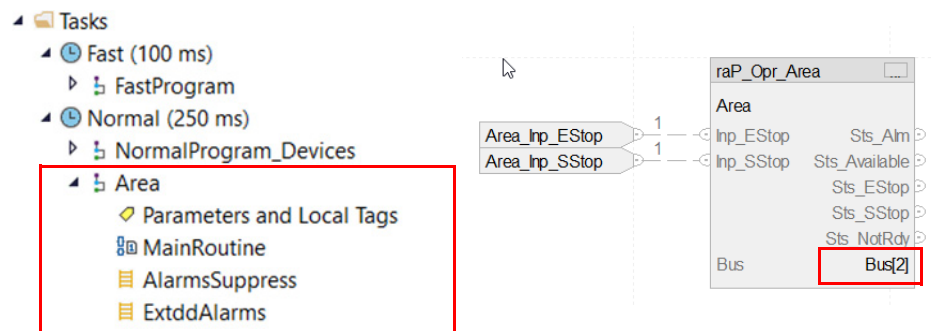 Tasks
Fast (100 ms)
FastProgram
Normal (250 ms)
NormalProgram_Devices
Area
Parameters and Local Tags
MainRoutine
AlarmsSuppress
ExtddAlarms
raP_Opr_Area
...
Area
Area_Inp_EStop
1
Inp_EStop
Sts_Alm
Area_Inp_SStop
1
Inp_SStop
Sts_Available
Sts_EStop
Sts_SStop
Sts_NotRdy
Bus
Bus[2]